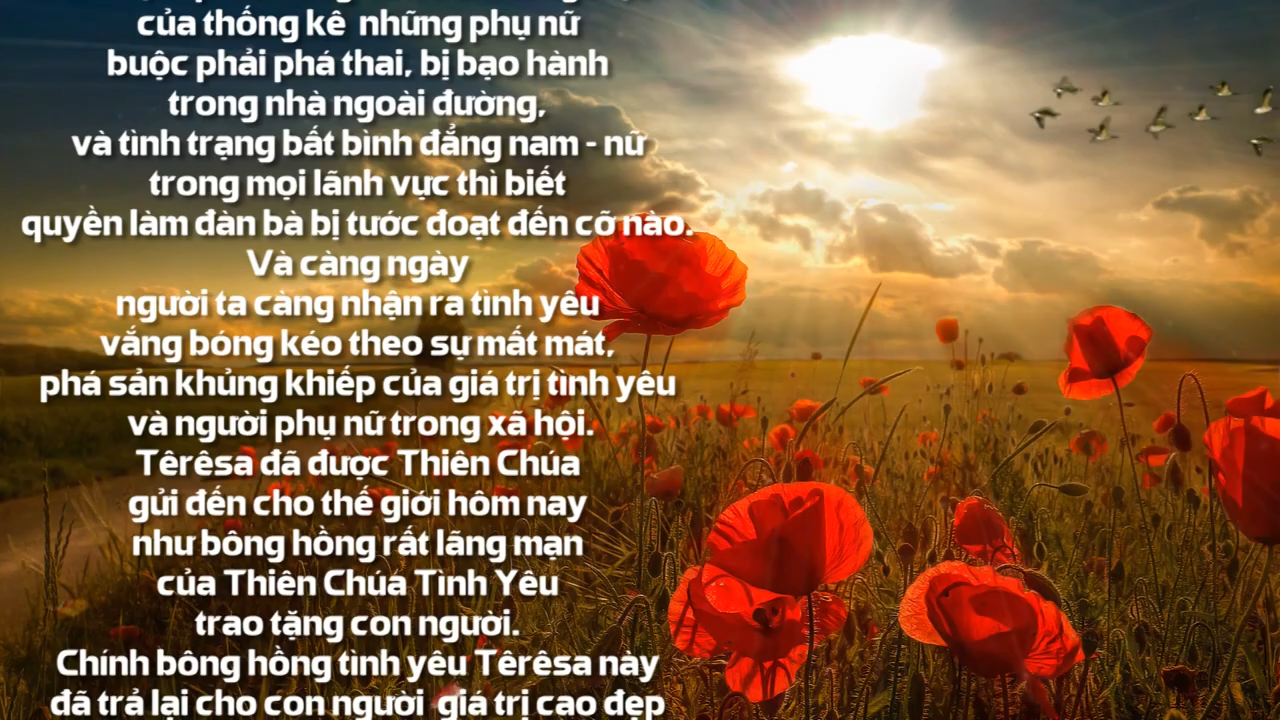 của thống kê những phụ nữ
buộc phải phá thai, bị bạo hành
trong nhà ngoài đường,
và tình trạng bất bình đẳng nam - nữ
trong mọi lãnh vực thì biết
quyền làm đàn bà bị tước đoạt đến cỡ nào.
Và càng ngày
người ta càng nhận ra tình yêu
vắng bóng kéo theo sự mất mát,
phá sản khủng khiếp của giá trị tình yêu
và người phụ nữ trong xã hội.
Têrêsa đã được Thiên Chúa
gửi đến cho thế giới hôm nay
như bông hồng rất lãng mạn
của Thiên Chúa Tình Yêu
trao tặng con người.
Chính bông hồng tình yêu Têrêsa này
đã trả lại cho con người giá trị cao đẹp